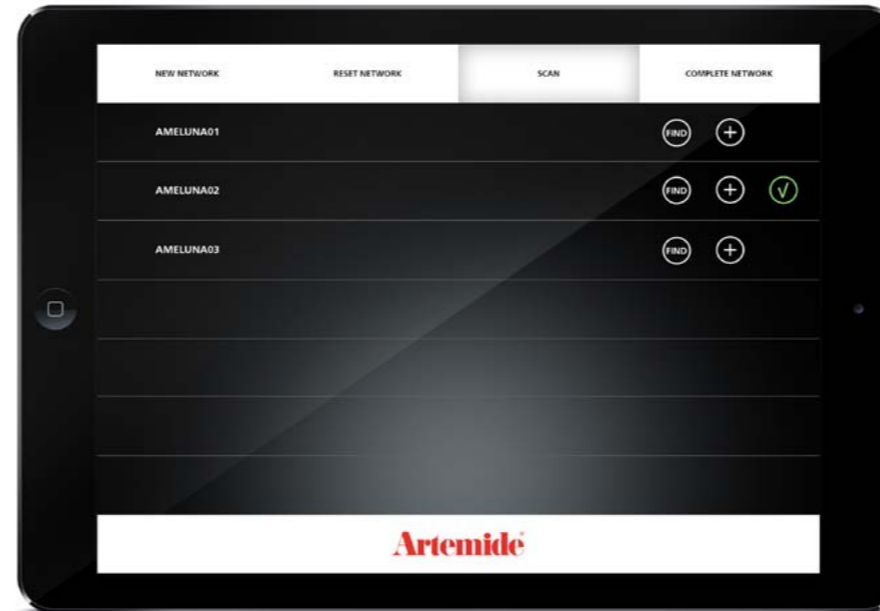 NEW NETWORK RESET NETWORK SCAN COMPLETE NETWORK
AMELUNA01 FIND +
AMELUNA02 FIND + √
AMELUNA03 FIND +
Artemide